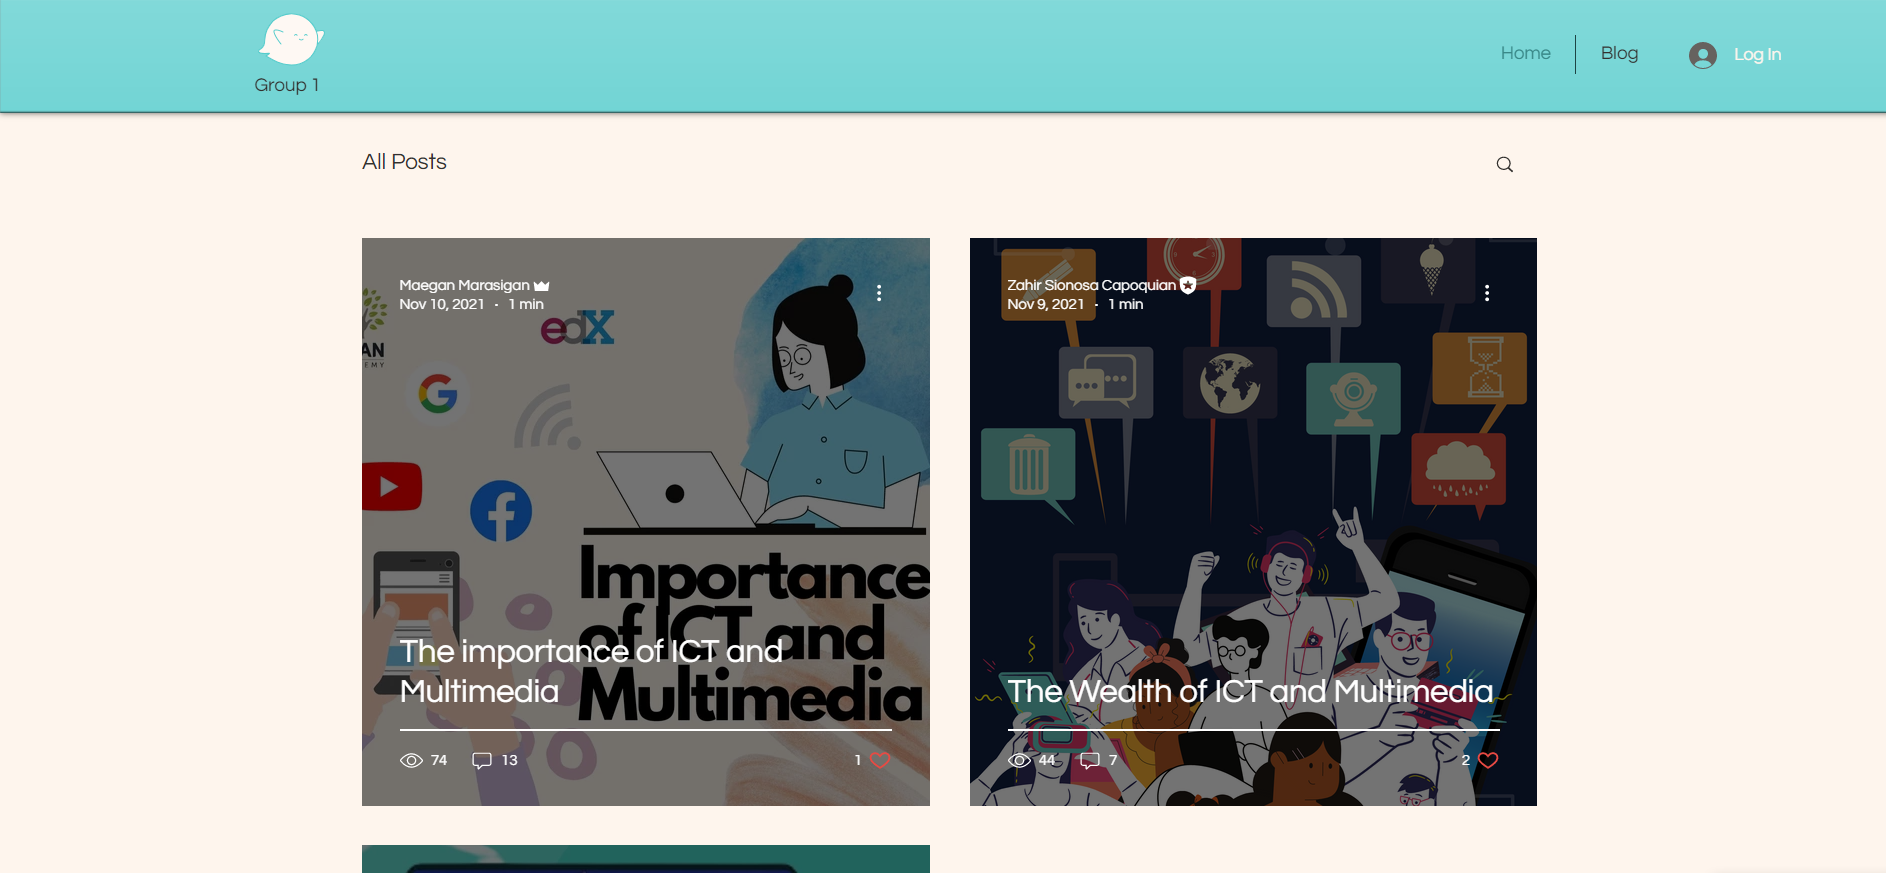 Group 1
Home
Blog
Log In
All Posts
Maegan Marasigan
Nov 10, 2021 · 1 min
edX
AN
EMY
G
f
Importance
of ICT and
Multimedia
The importance of ICT and
Multimedia
74
13
1
Zahir Sionosa Capoquian
Nov 9, 2021 · 1 min
The Wealth of ICT and Multimedia
44
7
2